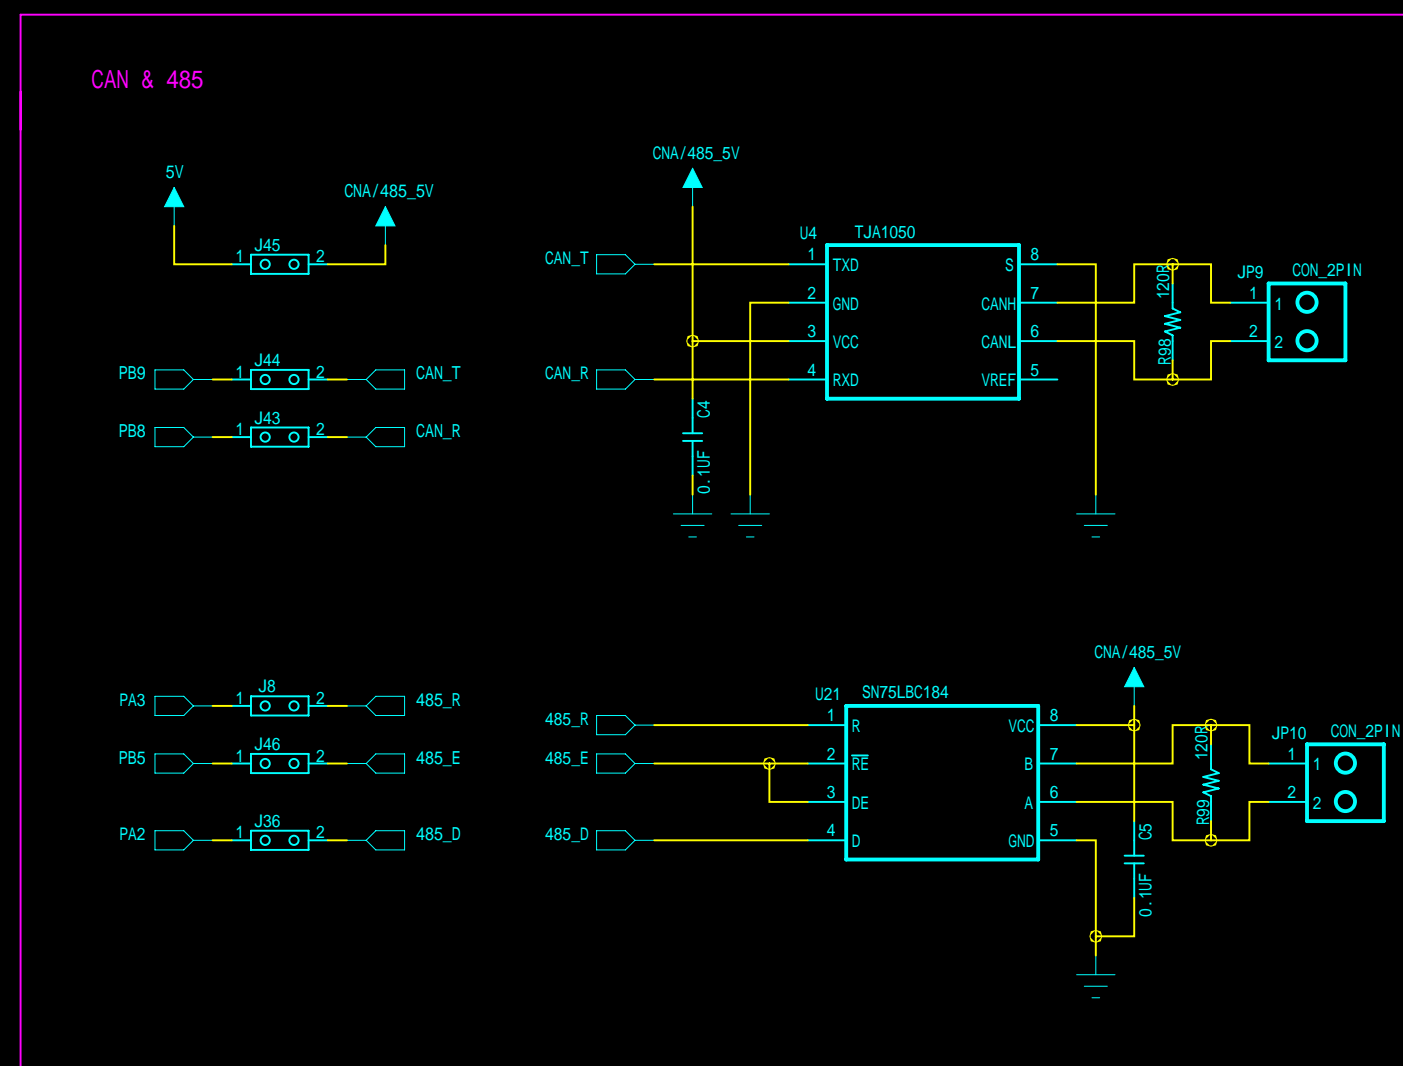 CAN & 485
5V
CNA/485_5V
1 J45 2
PB9 1 J44 2 CAN_T
PB8 1 J43 2 CAN_R
CNA/485_5V
U4 TJA1050
CAN_T 1 TXD S 8
2 GND CANH 7
3 VCC CANL 6
CAN_R 4 RXD VREF 5
C4
0.1UF
120R
R98
JP9 CON_2PIN
1 1
2 2
PA3 1 J8 2 485_R
PB5 1 J46 2 485_E
PA2 1 J36 2 485_D
CNA/485_5V
U21 SN75LBC184
485_R 1 R VCC 8
485_E 2 RE B 7
3 DE A 6
485_D 4 D GND 5
C5
0.1UF
120R
R99
JP10 CON_2PIN
1 1
2 2